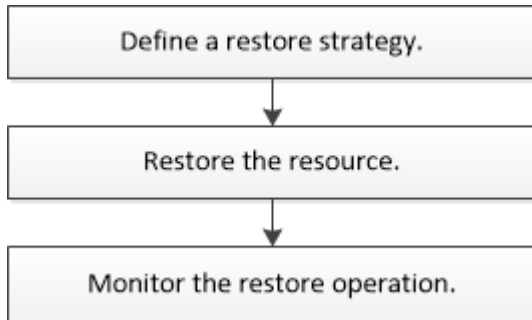 Define a restore strategy.
Restore the resource.
Monitor the restore operation.